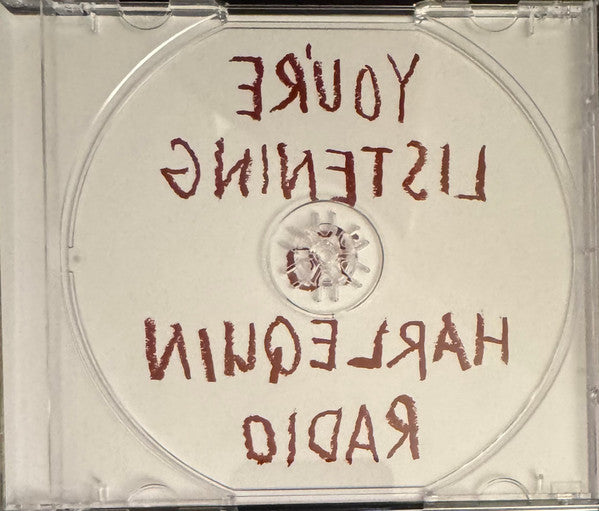 YOU'RE
LISTENING
TO
HARLEQUIN
RADIO